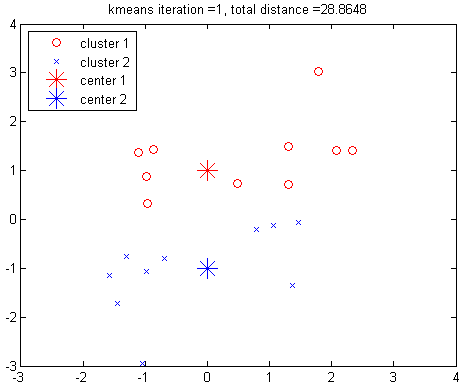 kmeans iteration =1, total distance =28.8648
cluster 1
cluster 2
center 1
center 2
4
3
2
1
0
-1
-2
-3
-3 -2 -1 0 1 2 3 4